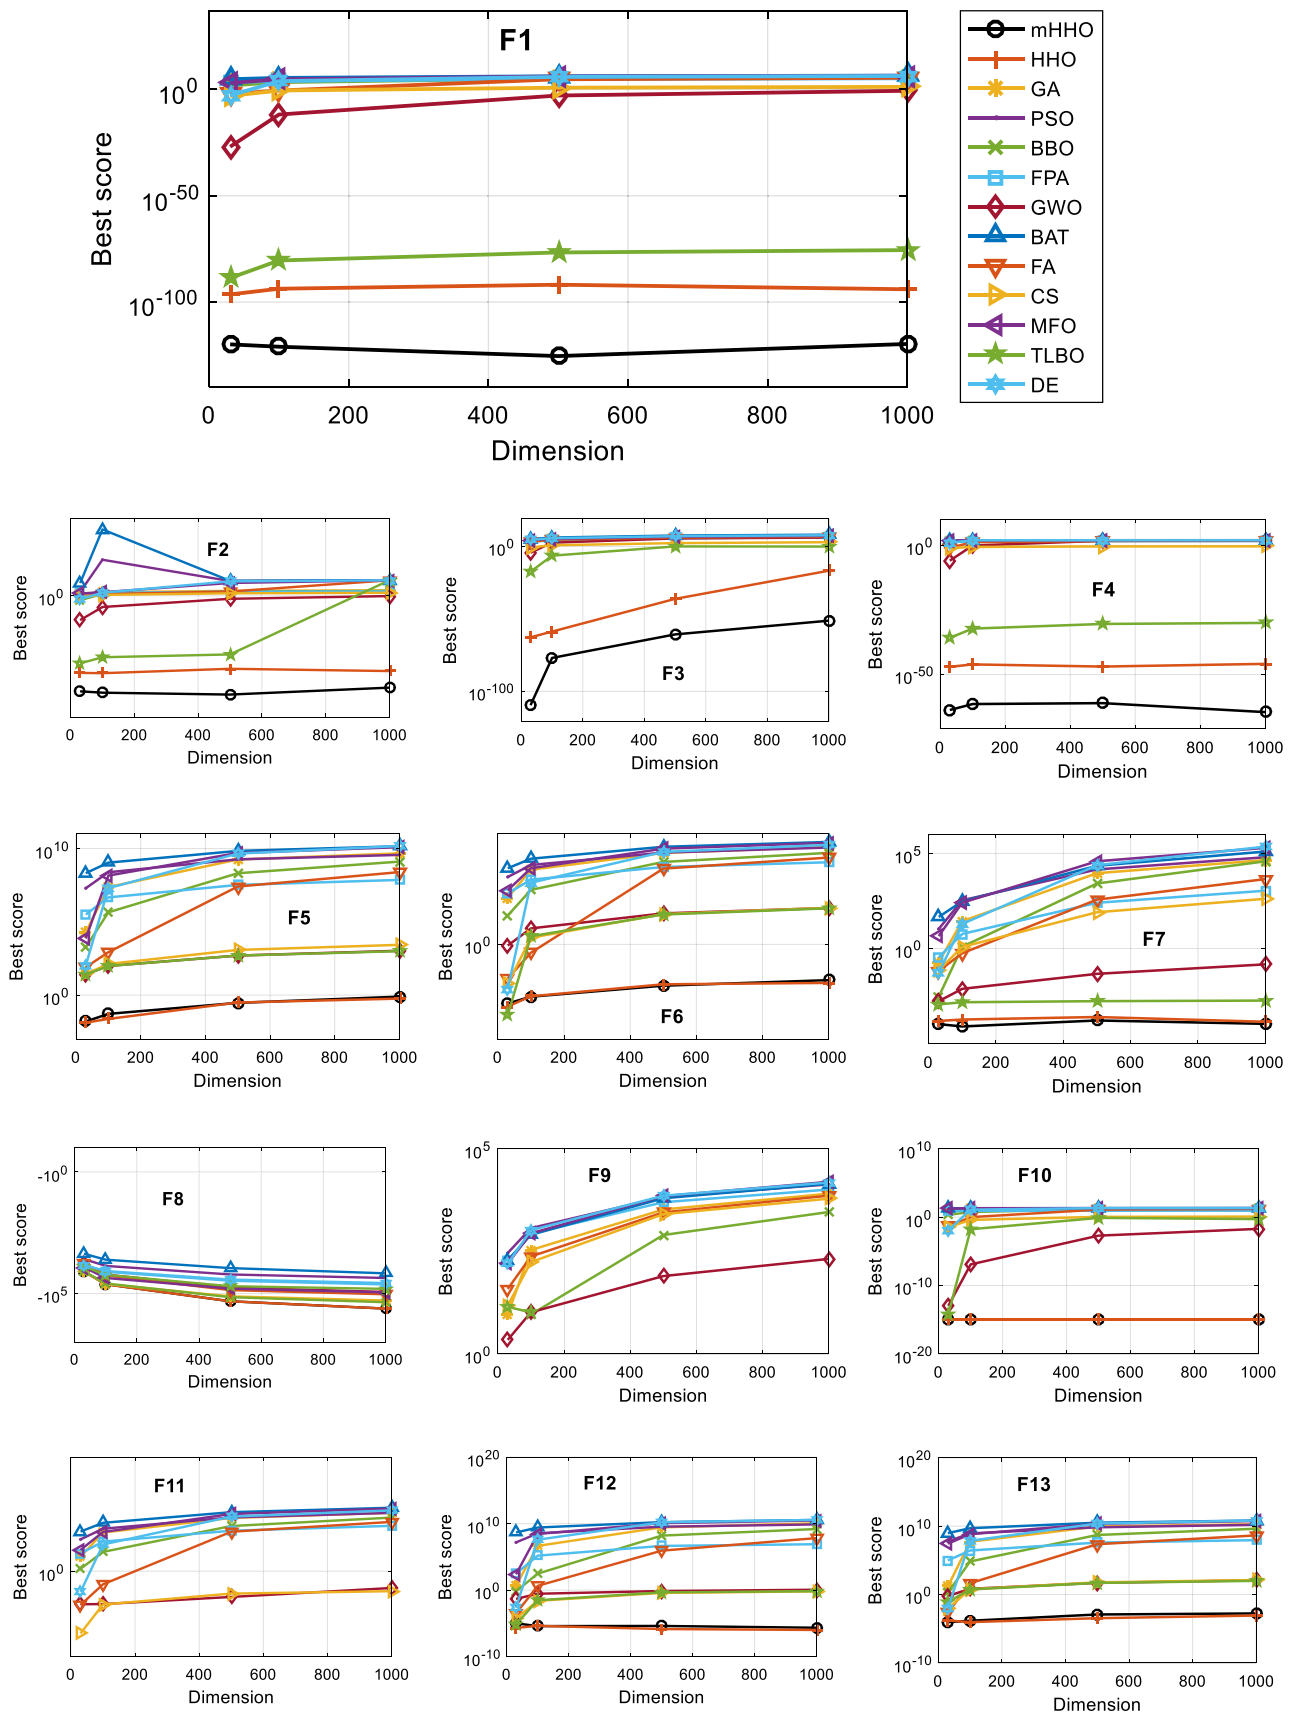 F1
10^0
10^-50
10^-100
Best score
0 200 400 600 800 1000
Dimension
mHHO
HHO
GA
PSO
BBO
FPA
GWO
BAT
FA
CS
MFO
TLBO
DE
F2
10^0
Best score
0 200 400 600 800 1000
Dimension
F3
10^0
10^-100
Best score
0 200 400 600 800 1000
Dimension
F4
10^0
10^-50
Best score
0 200 400 600 800 1000
Dimension
F5
10^10
10^0
Best score
0 200 400 600 800 1000
Dimension
F6
10^0
Best score
0 200 400 600 800 1000
Dimension
F7
10^5
10^0
Best score
0 200 400 600 800 1000
Dimension
F8
-10^0
-10^5
Best score
0 200 400 600 800 1000
Dimension
F9
10^5
10^0
Best score
0 200 400 600 800 1000
Dimension
F10
10^10
10^0
10^-10
10^-20
Best score
0 200 400 600 800 1000
Dimension
F11
10^0
Best score
0 200 400 600 800 1000
Dimension
F12
10^20
10^10
10^0
10^-10
Best score
0 200 400 600 800 1000
Dimension
F13
10^20
10^10
10^0
10^-10
Best score
0 200 400 600 800 1000
Dimension